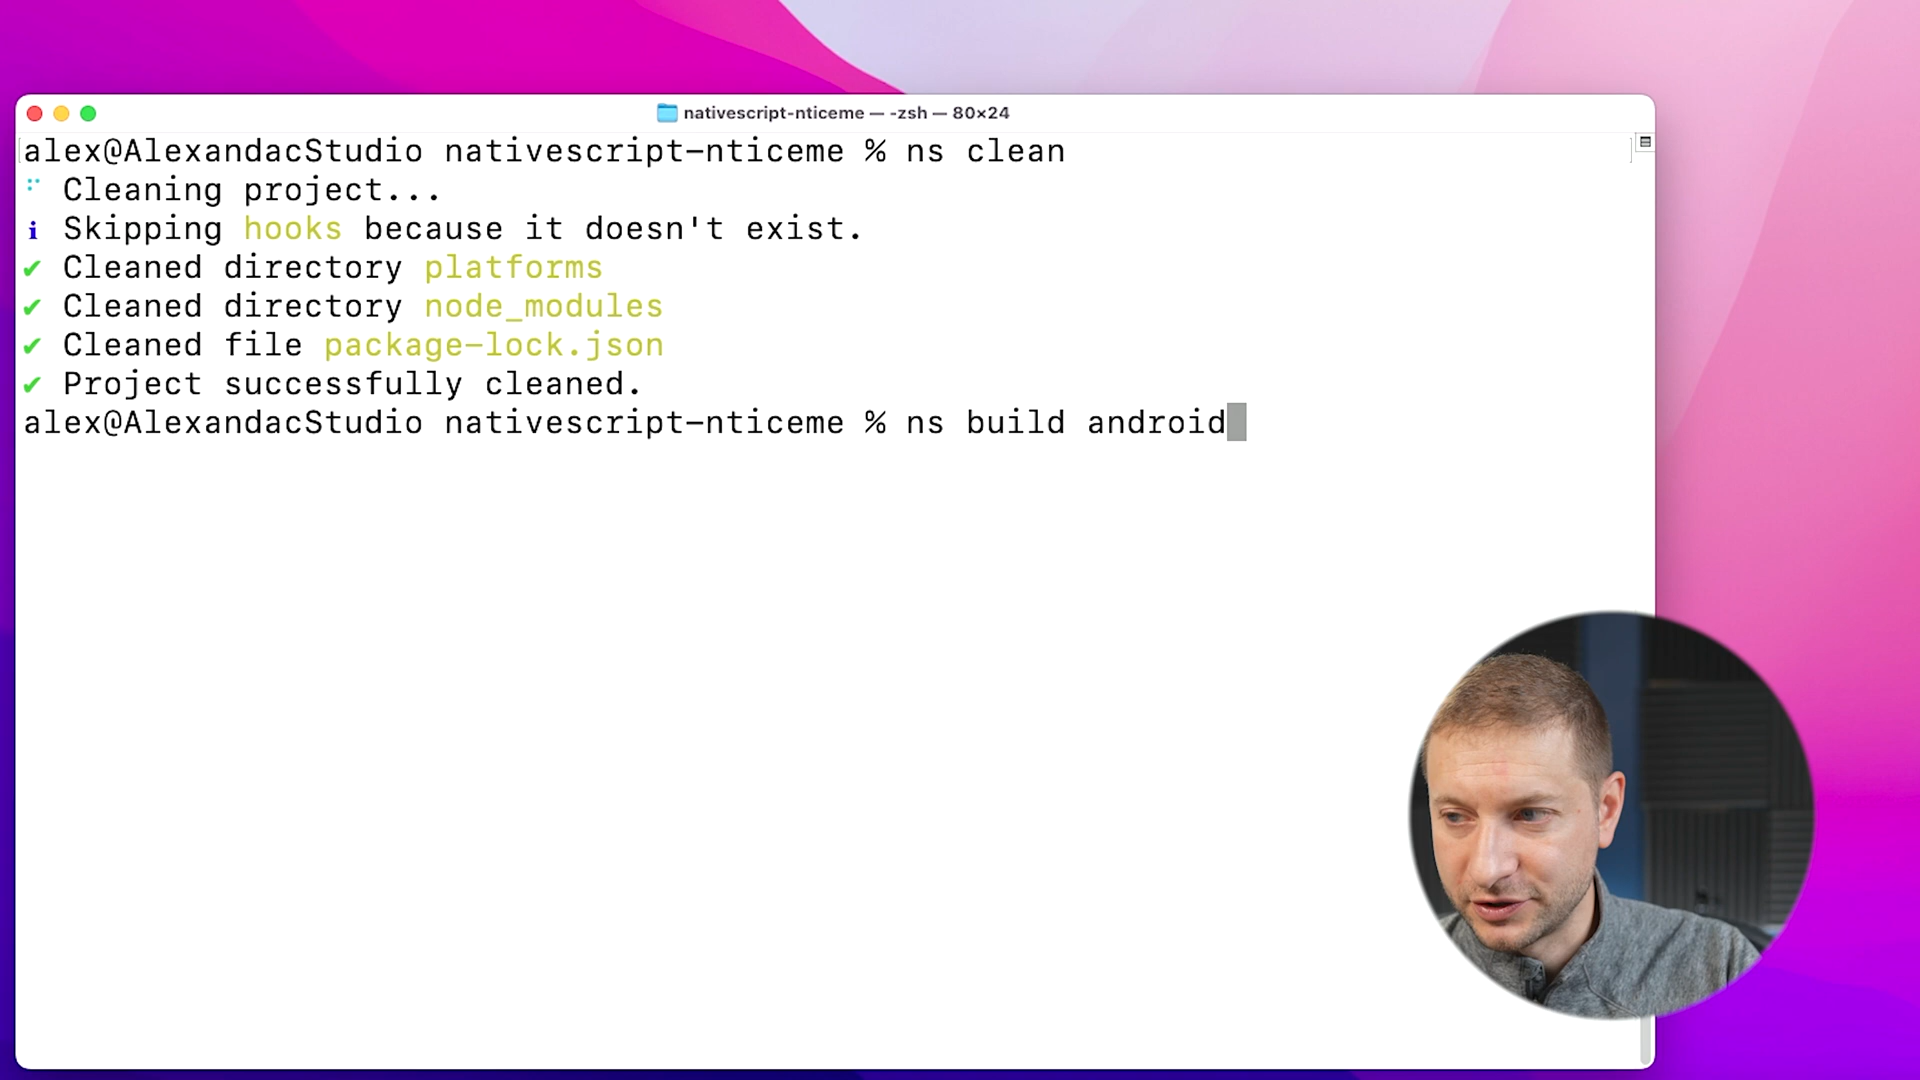 nativescript-nticeme — -zsh — 80×24
alex@AlexandacStudio nativescript-nticeme % ns clean
Cleaning project...
i Skipping hooks because it doesn't exist.
✔ Cleaned directory platforms
✔ Cleaned directory node_modules
✔ Cleaned file package-lock.json
✔ Project successfully cleaned.
alex@AlexandacStudio nativescript-nticeme % ns build android